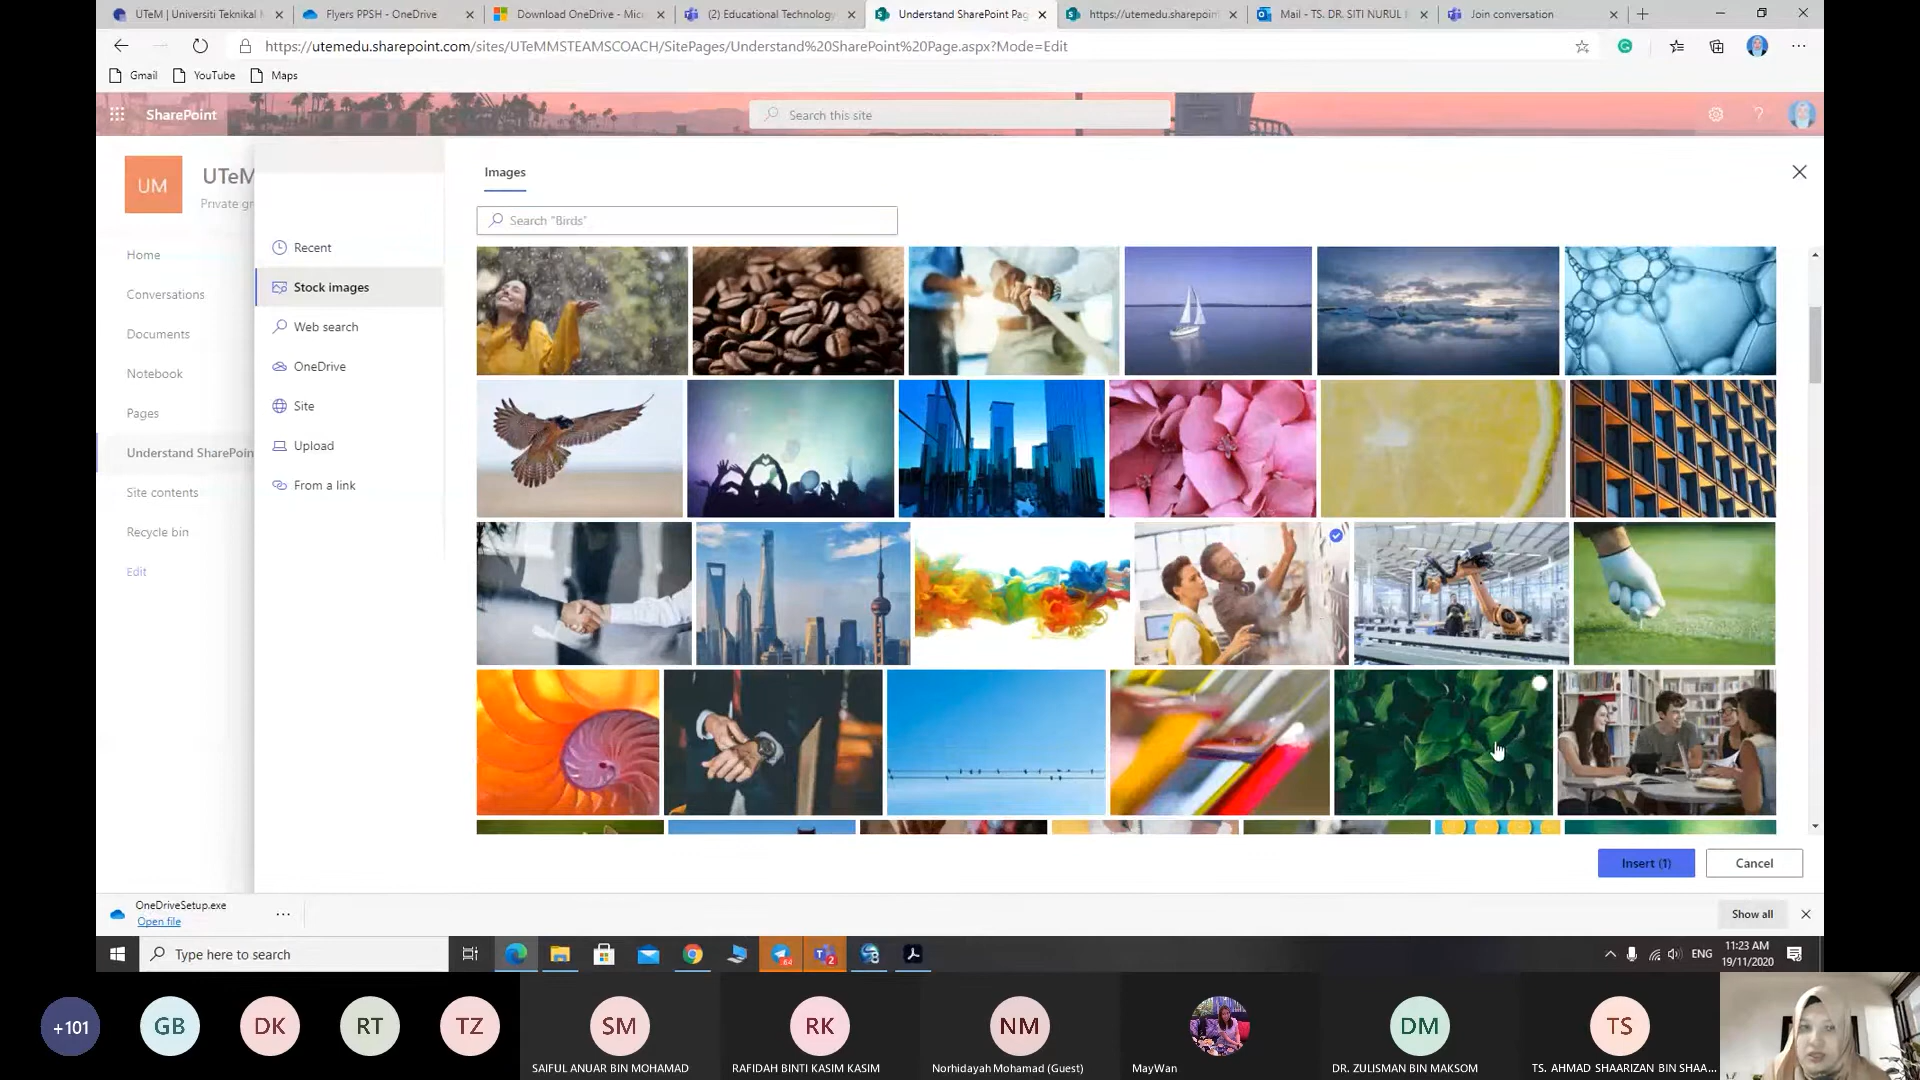 UTeM | Universiti Teknikal M
Flyers PPSH - OneDrive
Download OneDrive - Micr
(2) Educational Technology
Understand SharePoint Pag
https://utemedu.sharepoint
Mail - TS. DR. SITI NURUL
Join conversation
https://utemedu.sharepoint.com/sites/UTeMMSTEAMSCOACH/SitePages/Understand%20SharePoint%20Page.aspx?Mode=Edit
Gmail
YouTube
Maps
SharePoint
Search this site
UM
UTeM
Private gr
Home
Conversations
Documents
Notebook
Pages
Understand SharePoin
Site contents
Recycle bin
Edit
Recent
Stock images
Web search
OneDrive
Site
Upload
From a link
Images
Search "Birds"
Insert (1)
Cancel
OneDriveSetup.exe
Open file
Show all
Type here to search
64
2
ENG
11:23 AM
19/11/2020
+101
GB
DK
RT
TZ
SM
SAIFUL ANUAR BIN MOHAMAD
RK
RAFIDAH BINTI KASIM KASIM
NM
Norhidayah Mohamad (Guest)
MayWan
DM
DR. ZULISMAN BIN MAKSOM
TS
TS. AHMAD SHAARIZAN BIN SHAA...